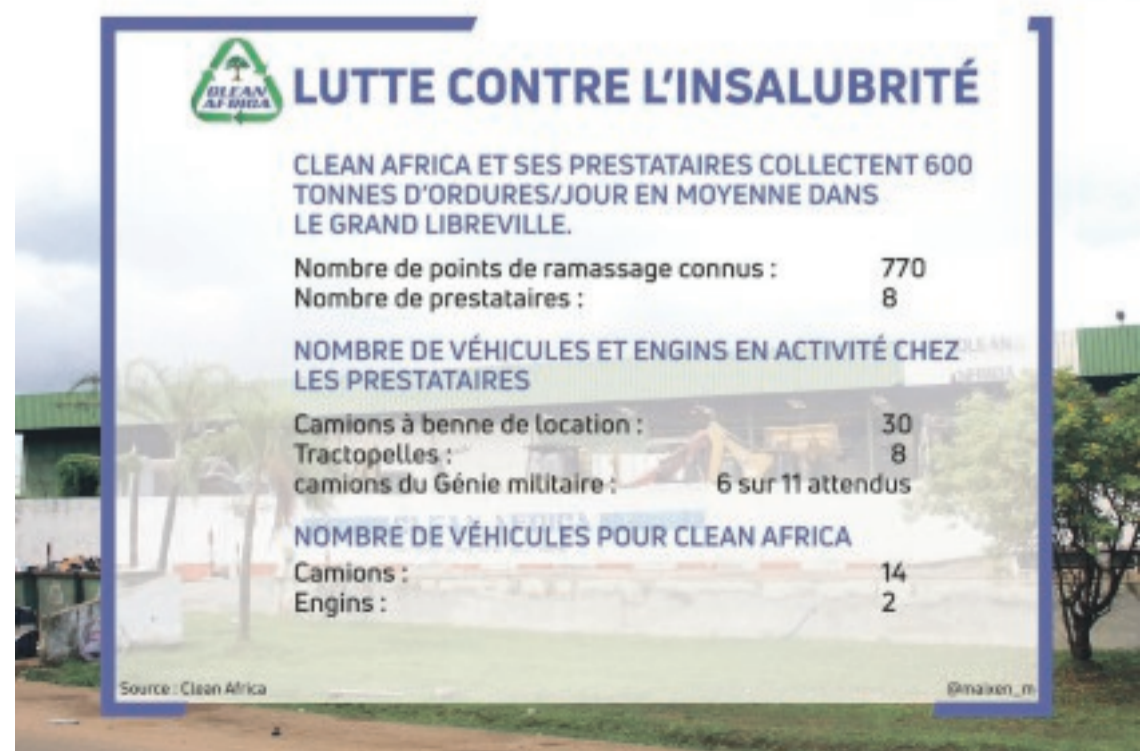 CLEAN
AFRICA
LUTTE CONTRE L'INSALUBRITÉ
CLEAN AFRICA ET SES PRESTATAIRES COLLECTENT 600
TONNES D'ORDURES/JOUR EN MOYENNE DANS
LE GRAND LIBREVILLE.
Nombre de points de ramassage connus : 770
Nombre de prestataires : 8
NOMBRE DE VÉHICULES ET ENGINS EN ACTIVITÉ CHEZ
LES PRESTATAIRES
Camions à benne de location : 30
Tractopelles : 8
camions du Génie militaire : 6 sur 11 attendus
CLEAN AFRICA
NOMBRE DE VÉHICULES POUR CLEAN AFRICA
Camions : 14
Engins : 2
Source : Clean Africa
@maixen_m